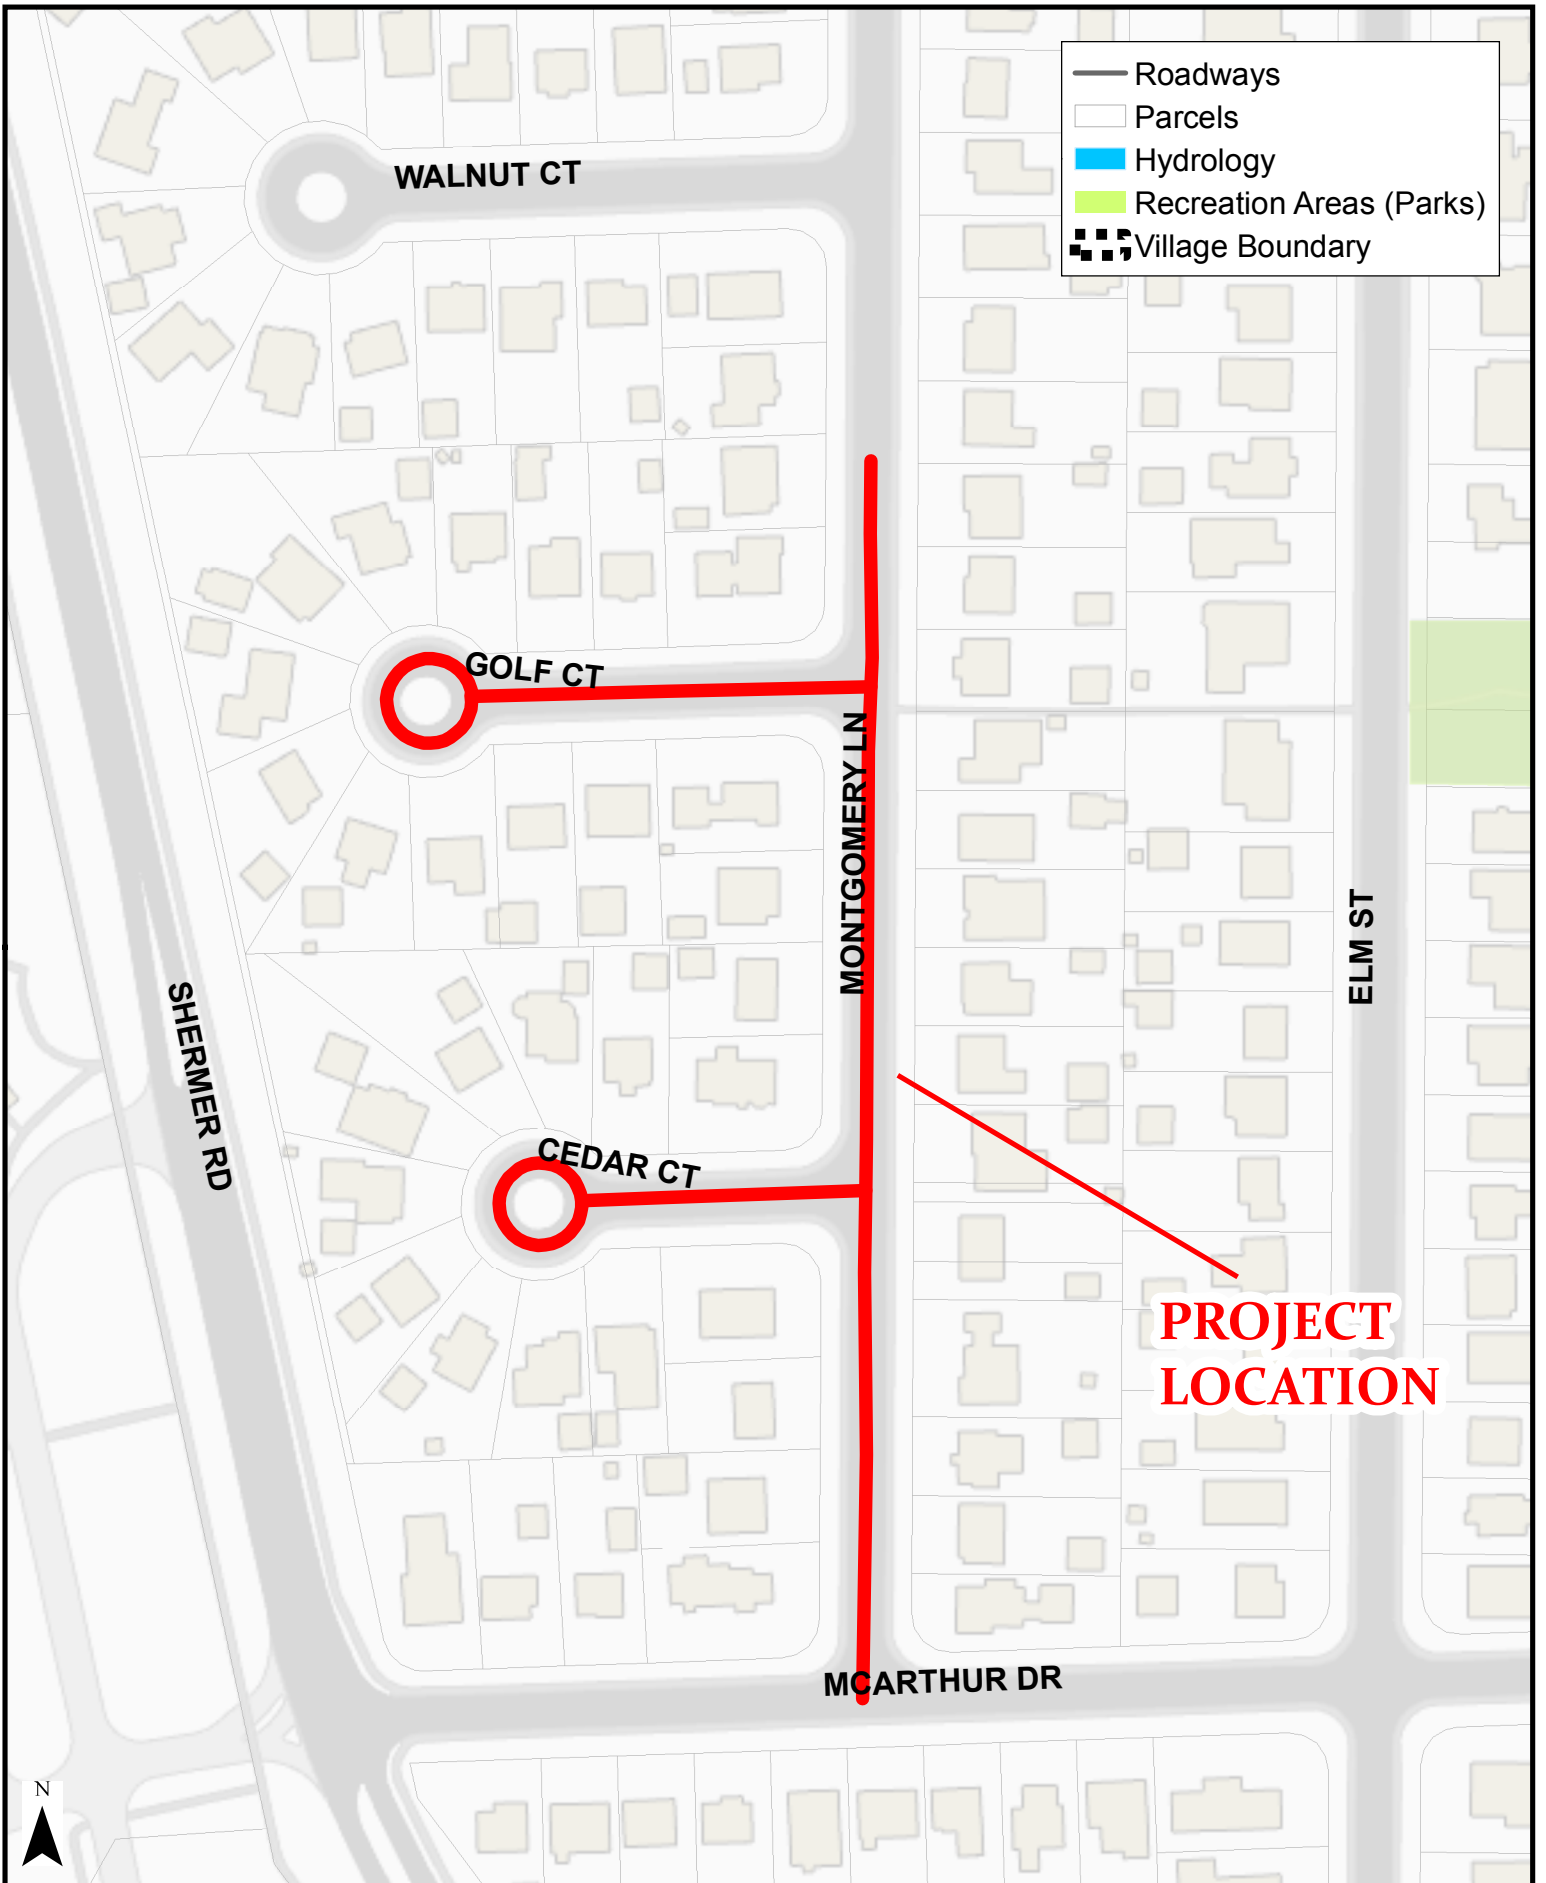 Roadways
Parcels
Hydrology
Recreation Areas (Parks)
Village Boundary
WALNUT CT
GOLF CT
MONTGOMERY LN
ELM ST
SHERMER RD
CEDAR CT
PROJECT
LOCATION
MCARTHUR DR
N